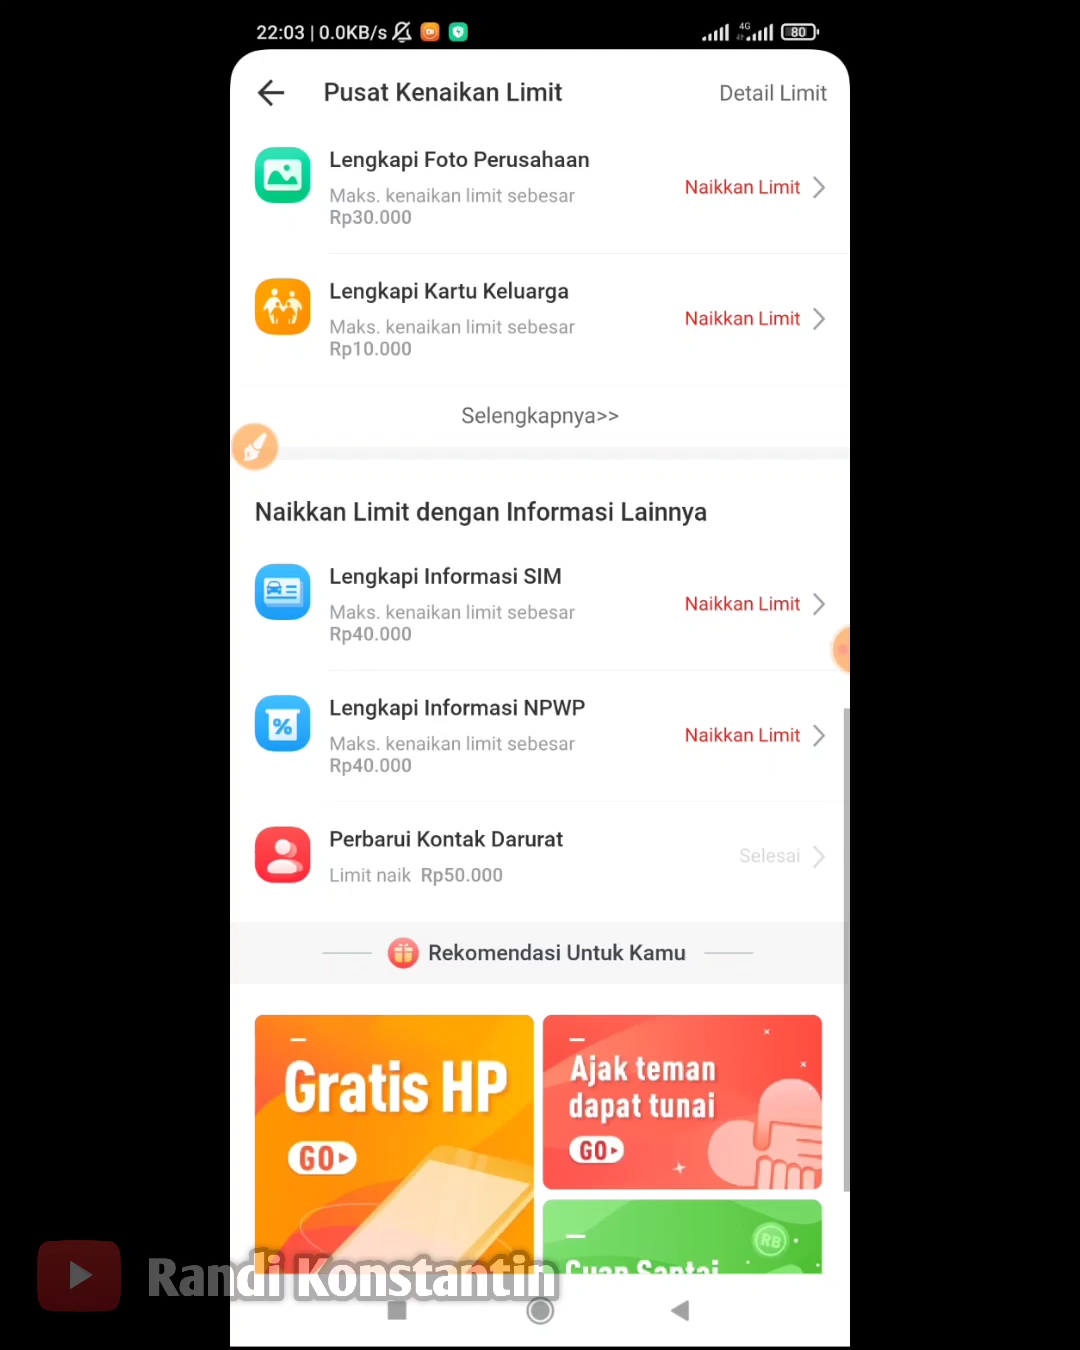 22:03 | 0.0KB/s
4G
80
Pusat Kenaikan Limit
Detail Limit
Lengkapi Foto Perusahaan
Maks. kenaikan limit sebesar
Rp30.000
Naikkan Limit
Lengkapi Kartu Keluarga
Maks. kenaikan limit sebesar
Rp10.000
Naikkan Limit
Selengkapnya>>
Naikkan Limit dengan Informasi Lainnya
Lengkapi Informasi SIM
Maks. kenaikan limit sebesar
Rp40.000
Naikkan Limit
%
Lengkapi Informasi NPWP
Maks. kenaikan limit sebesar
Rp40.000
Naikkan Limit
Perbarui Kontak Darurat
Limit naik Rp50.000
Selesai
Rekomendasi Untuk Kamu
Gratis HP
GO
Ajak teman
dapat tunai
GO
RB
Cuan Santai
Randi Konstantin